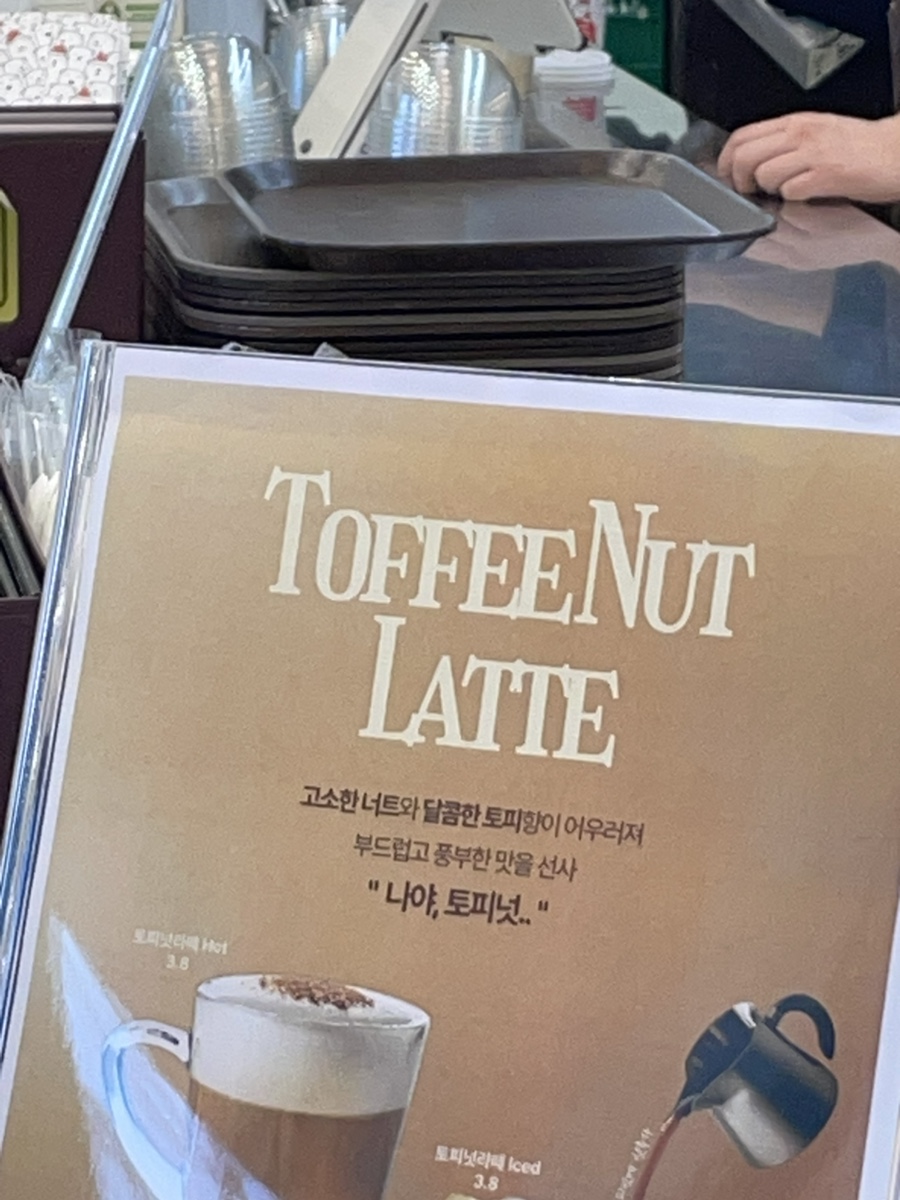 TOFFEE NUT
LATTE
고소한 너트와 달콤한 토피향이 어우러져
부드럽고 풍부한 맛을 선사
" 나야, 토피넛.. "
토피넛라떼 Hot
3.8
토피넛라떼 Iced
3.8